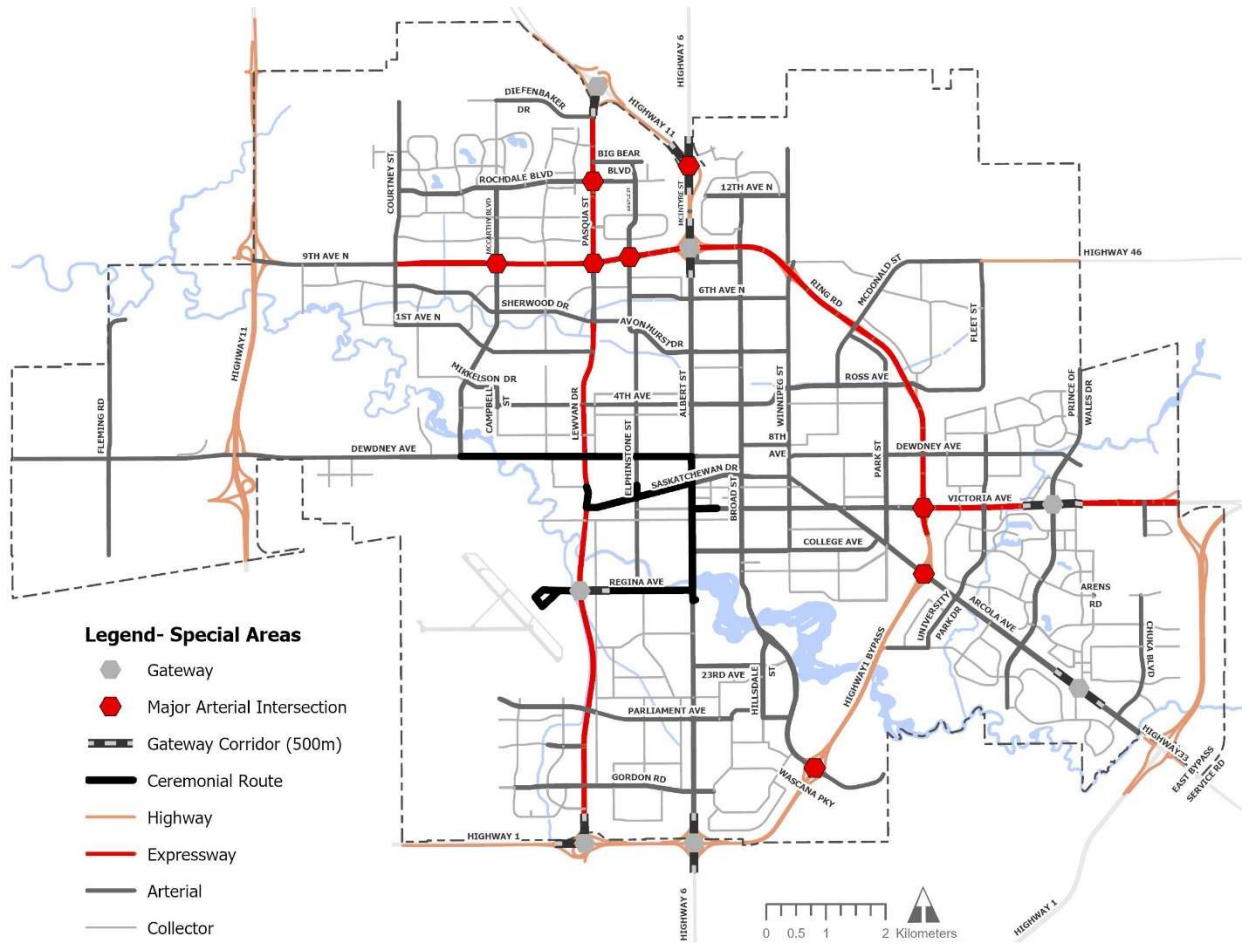 HIGHWAY 6
DIEFENBAKER
DR
HIGHWAY 11
BIG BEAR
BLVD
COURTNEY ST
ROCHDALE BLVD
12TH AVE N
MCCARTHY BLVD
PASQUA ST
MCINTYRE ST
9TH AVE N
HIGHWAY 46
RING RD
MCDONALD ST
SHERWOOD DR
6TH AVE N
FLEET ST
1ST AVE N
AVONHURST DR
HIGHWAY11
MIKKELSON DR
ROSS AVE
CAMPBELL
ST
LEWVAN DR
4TH AVE
ALBERT ST
WINNIPEG ST
PRINCE OF
WALES DR
FLEMING RD
ELPHINSTONE ST
8TH
AVE
DEWDNEY AVE
DEWDNEY AVE
SASKATCHEWAN DR
PARK ST
BROAD ST
VICTORIA AVE
COLLEGE AVE
REGINA AVE
ARENS
RD
UNIVERSITY
PARK DR
ARCOLA AVE
CHUKA BLVD
HIGHWAY1 BYPASS
23RD AVE
HILLSDALE
ST
PARLIAMENT AVE
HIGHWAY33
EAST BYPASS
SERVICE RD
GORDON RD
WASCANA PKY
HIGHWAY 1
HIGHWAY 6
HIGHWAY 1
Legend- Special Areas
Gateway
Major Arterial Intersection
Gateway Corridor (500m)
Ceremonial Route
Highway
Expressway
Arterial
Collector
0 0.5 1 2 Kilometers